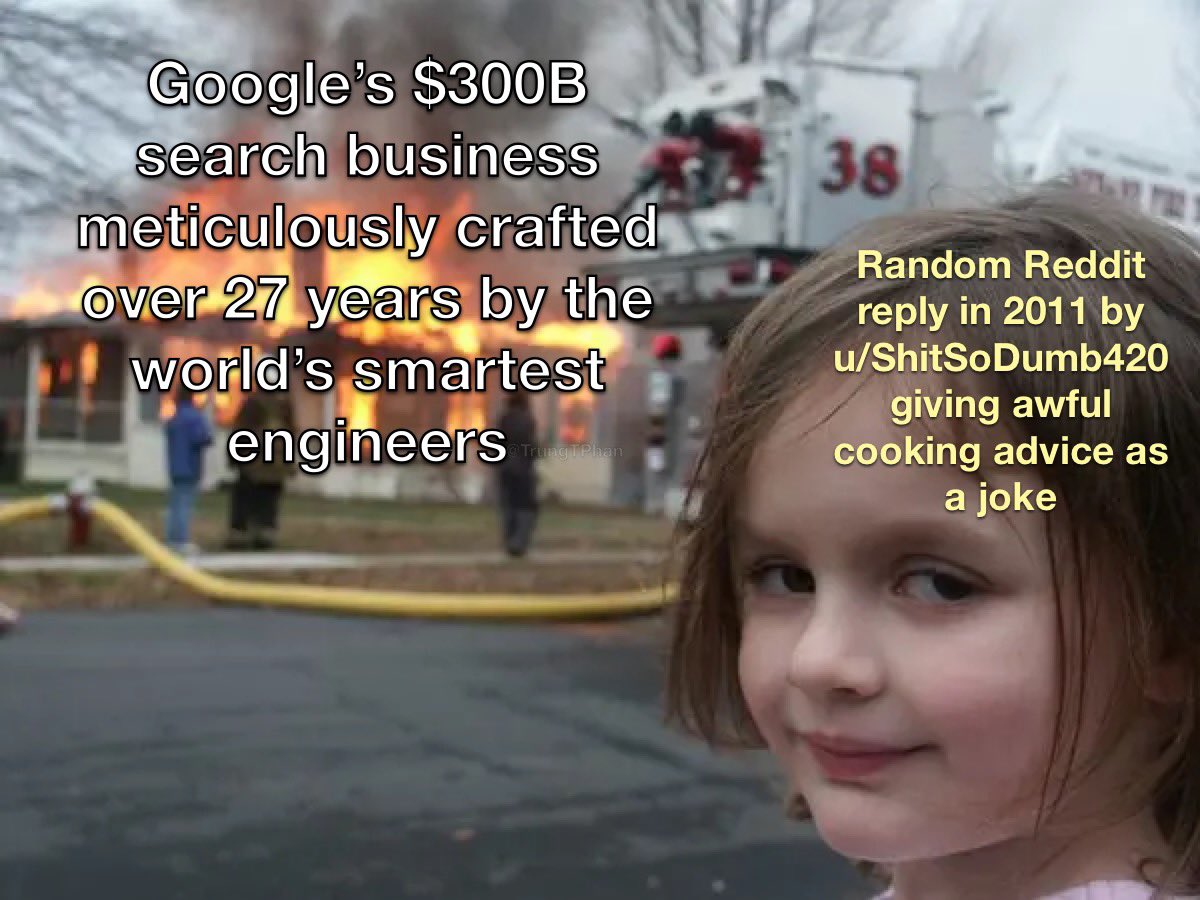 Google’s $300B
search business
meticulously crafted
over 27 years by the
world’s smartest
engineers
@TrungTPhan
38
Random Reddit
reply in 2011 by
u/ShitSoDumb420
giving awful
cooking advice as
a joke